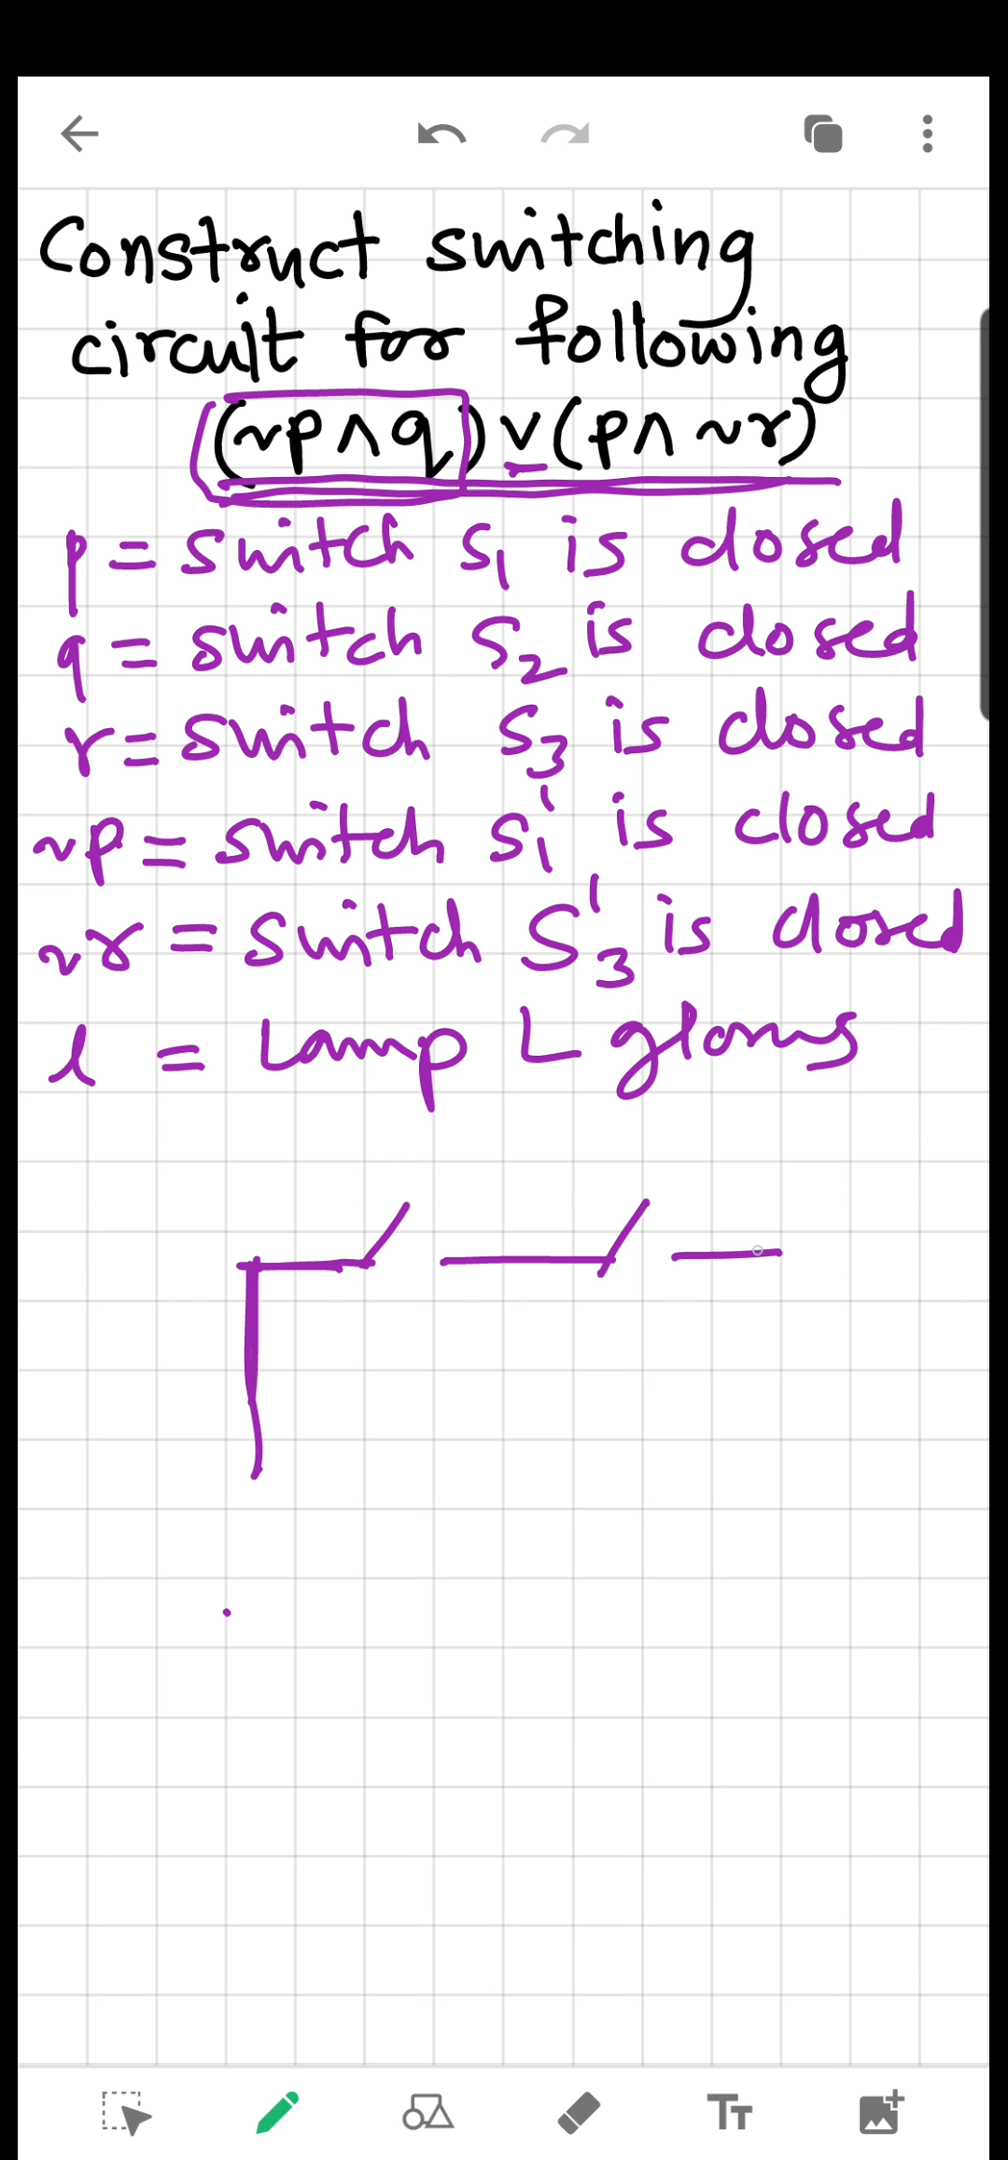 Construct switching
circuit for following
(~p ∧ q) ∨ (p ∧ ~r)
p = switch S₁ is closed
q = switch S₂ is closed
r = switch S₃ is closed
~p = switch S₁' is closed
~r = switch S₃' is closed
l = Lamp L glows
Tт